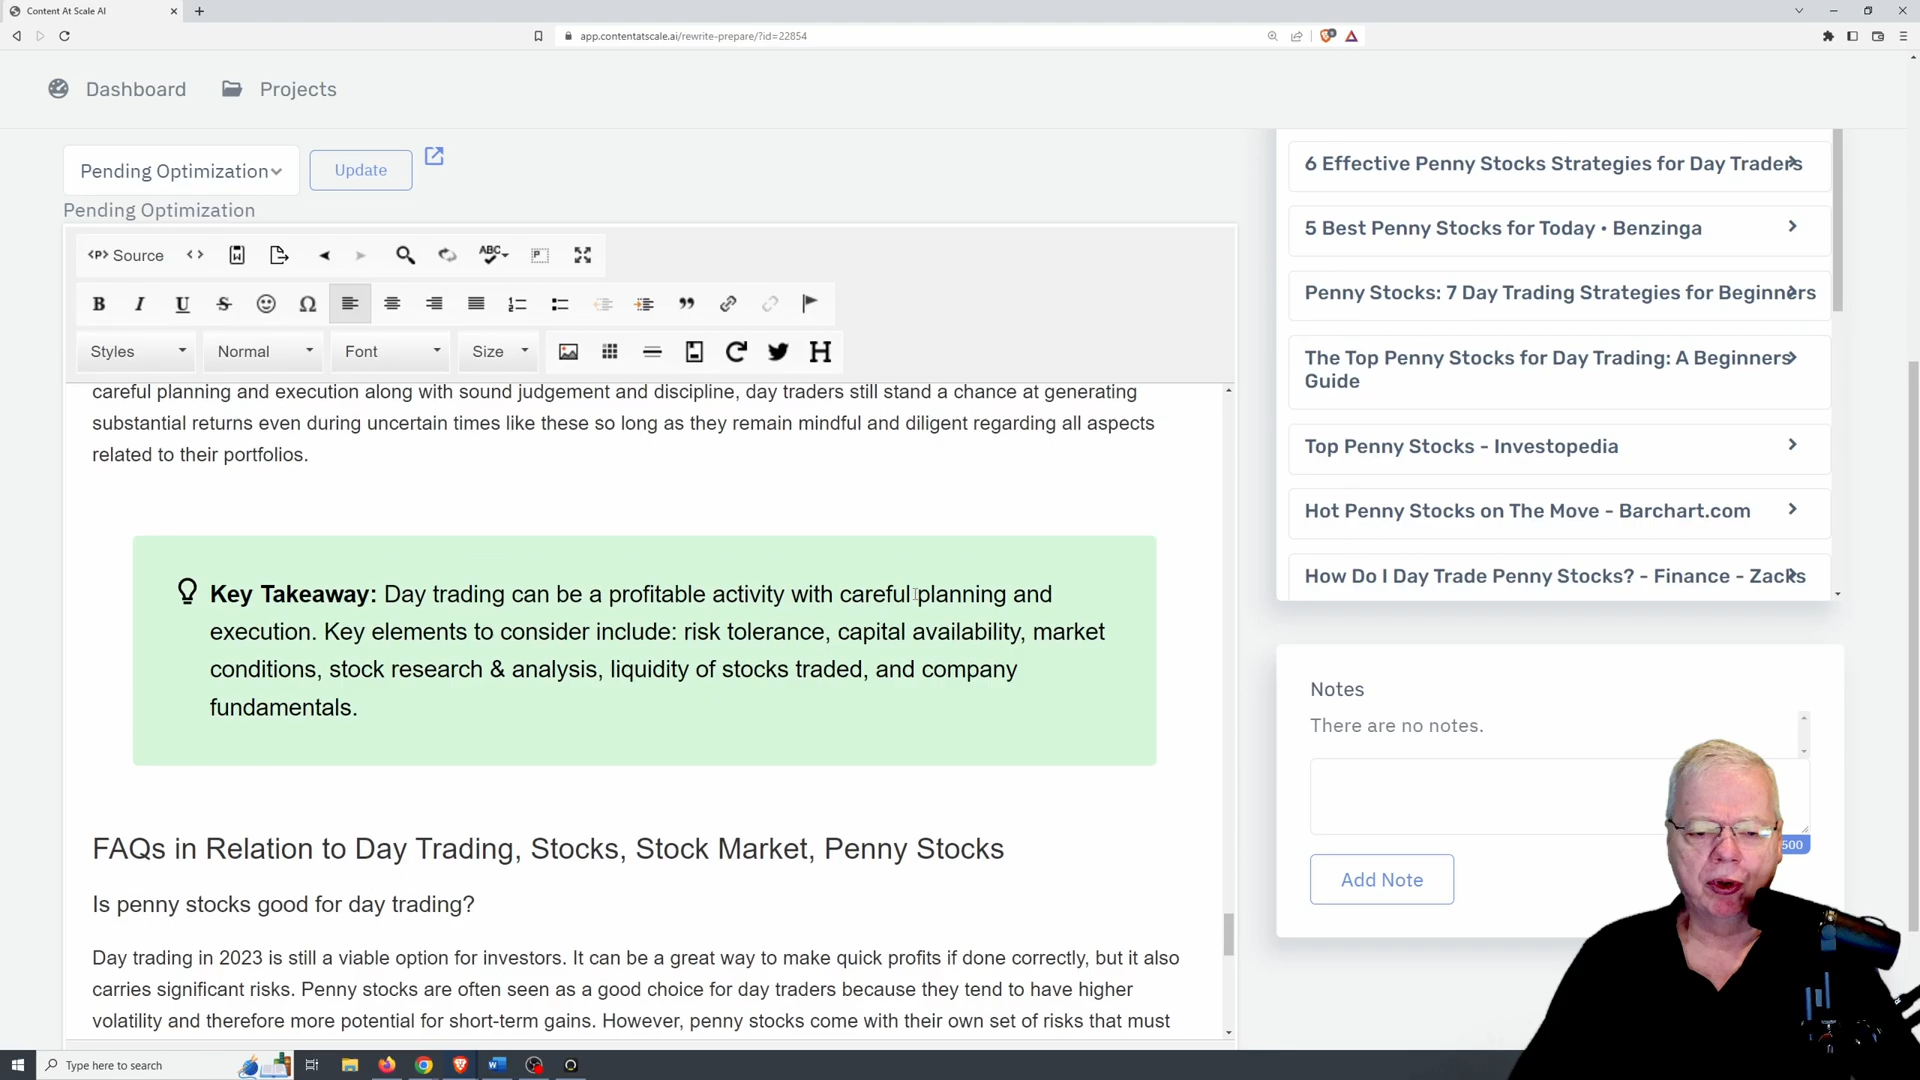 Content At Scale AI
app.contentatscale.ai/rewrite-prepare/?id=22854
Dashboard
Projects
Pending Optimization
Update
Pending Optimization
Source
ABC
B I U S Ω
Styles
Normal
Font
Size
H
careful planning and execution along with sound judgement and discipline, day traders still stand a chance at generating
substantial returns even during uncertain times like these so long as they remain mindful and diligent regarding all aspects
related to their portfolios.
Key Takeaway: Day trading can be a profitable activity with careful planning and
execution. Key elements to consider include: risk tolerance, capital availability, market
conditions, stock research & analysis, liquidity of stocks traded, and company
fundamentals.
FAQs in Relation to Day Trading, Stocks, Stock Market, Penny Stocks
Is penny stocks good for day trading?
Day trading in 2023 is still a viable option for investors. It can be a great way to make quick profits if done correctly, but it also
carries significant risks. Penny stocks are often seen as a good choice for day traders because they tend to have higher
volatility and therefore more potential for short-term gains. However, penny stocks come with their own set of risks that must
6 Effective Penny Stocks Strategies for Day Traders
5 Best Penny Stocks for Today • Benzinga
Penny Stocks: 7 Day Trading Strategies for Beginners
The Top Penny Stocks for Day Trading: A Beginners
Guide
Top Penny Stocks - Investopedia
Hot Penny Stocks on The Move - Barchart.com
How Do I Day Trade Penny Stocks? - Finance - Zacks
Notes
There are no notes.
500
Add Note
Type here to search